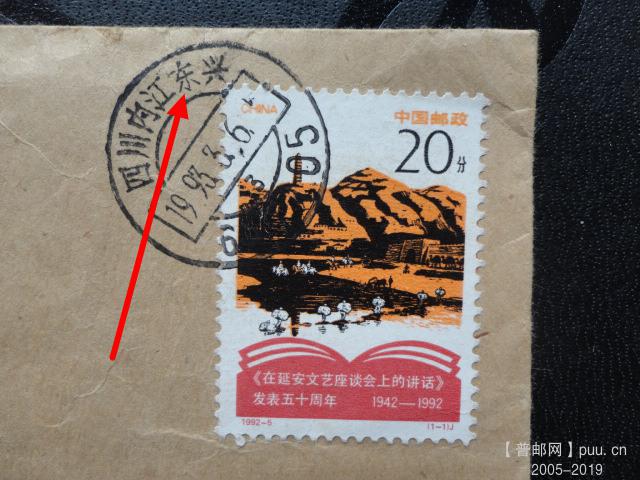 四川内江东兴
1993.3.6.
05
CHINA
中国邮政
20分
《在延安文艺座谈会上的讲话》
发表五十周年 1942—1992
1992-5 (1-1)J
【普邮网】puu.cn
2005-2019